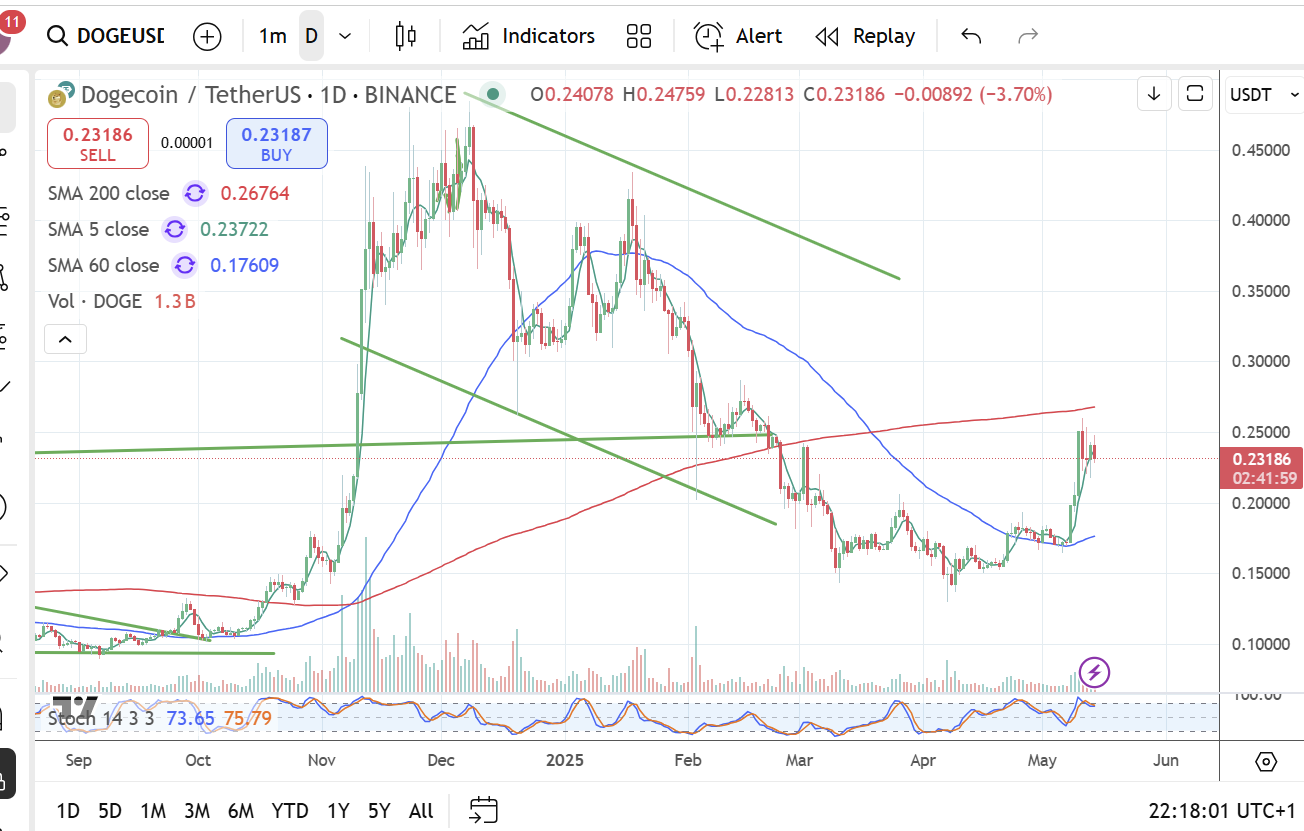 11
DOGEUSD
1m D Indicators Alert Replay
Dogecoin / TetherUS · 1D · BINANCE O0.24078 H0.24759 L0.22813 C0.23186 −0.00892 (−3.70%) USDT
0.23186 SELL 0.00001 0.23187 BUY
SMA 200 close 0.26764
SMA 5 close 0.23722
SMA 60 close 0.17609
Vol · DOGE 1.3 B
0.45000
0.40000
0.35000
0.30000
0.25000
0.23186
02:41:59
0.20000
0.15000
0.10000
100.00
Stoch 14 3 3 73.65 75.79
Sep Oct Nov Dec 2025 Feb Mar Apr May Jun
1D 5D 1M 3M 6M YTD 1Y 5Y All 22:18:01 UTC+1